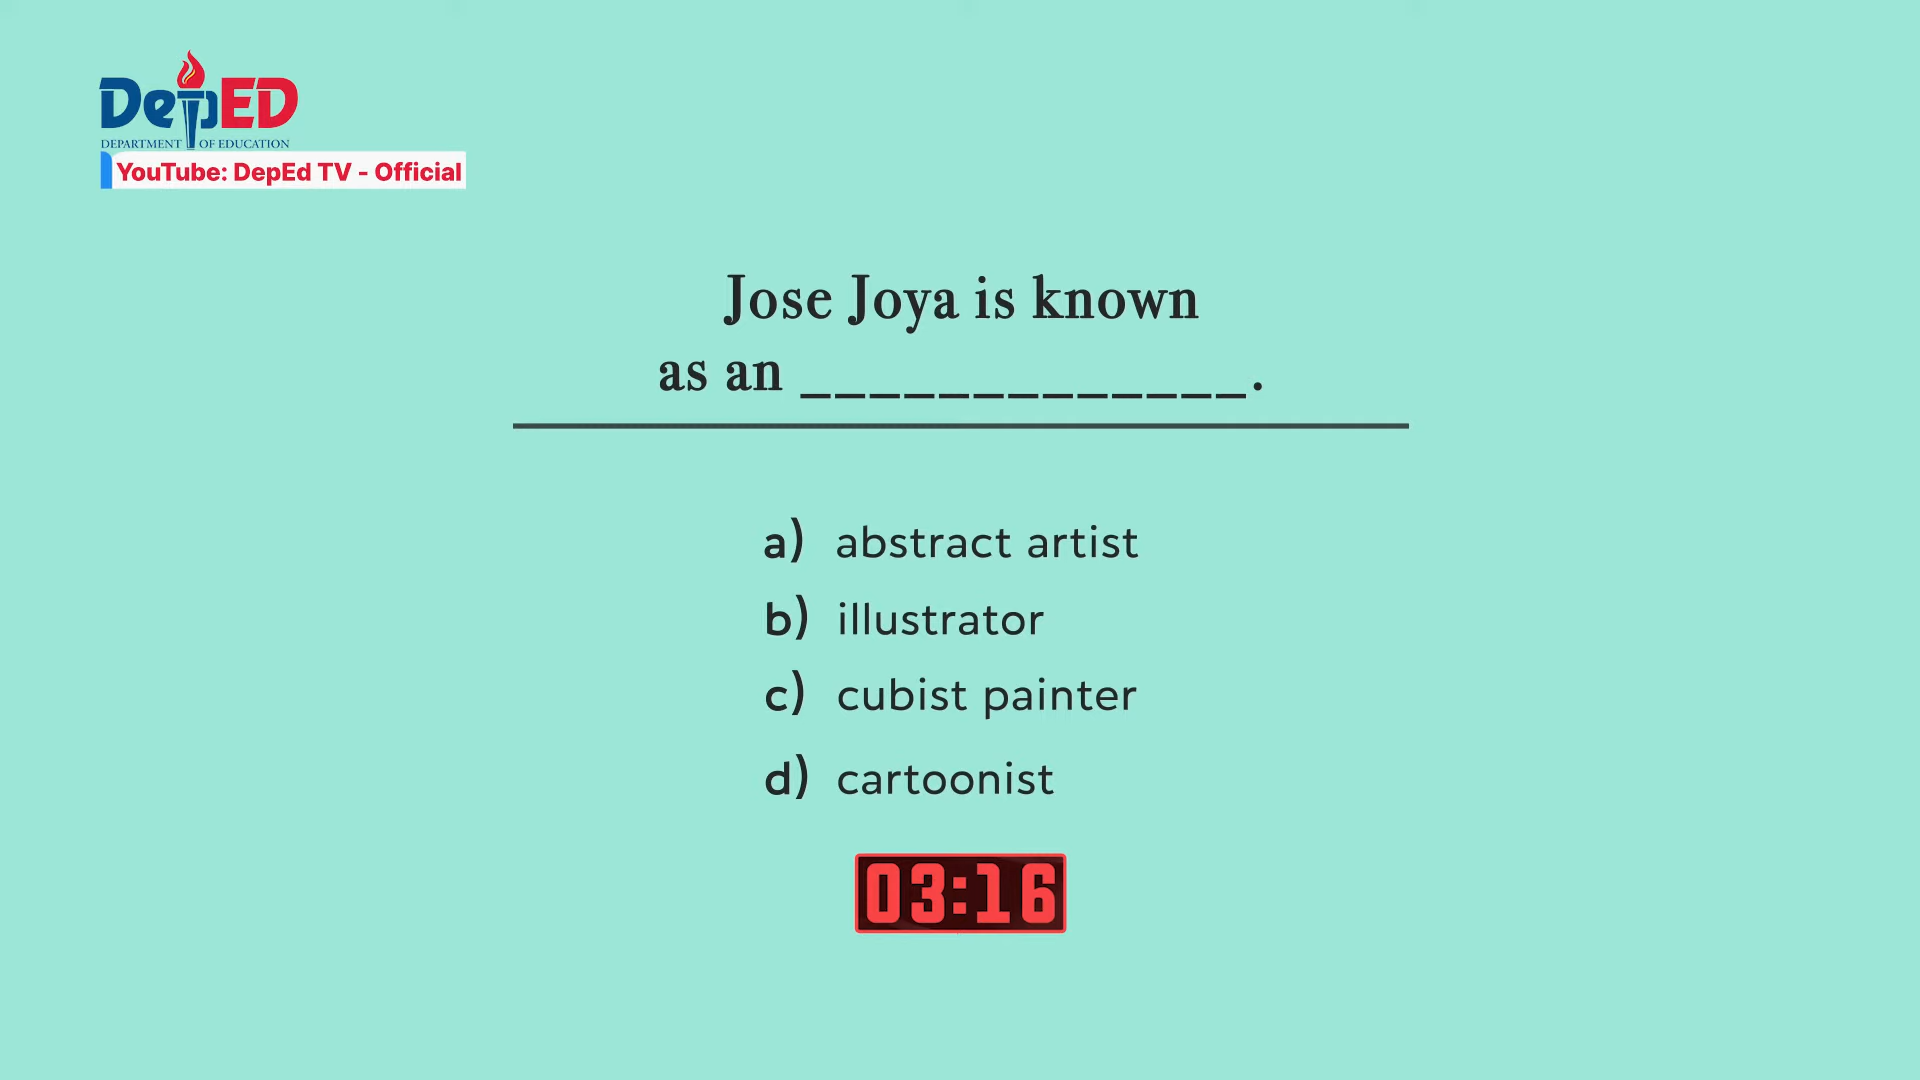 DepED
DEPARTMENT OF EDUCATION
YouTube: DepEd TV - Official
Jose Joya is known
as an _____________.
a) abstract artist
b) illustrator
c) cubist painter
d) cartoonist
03:16